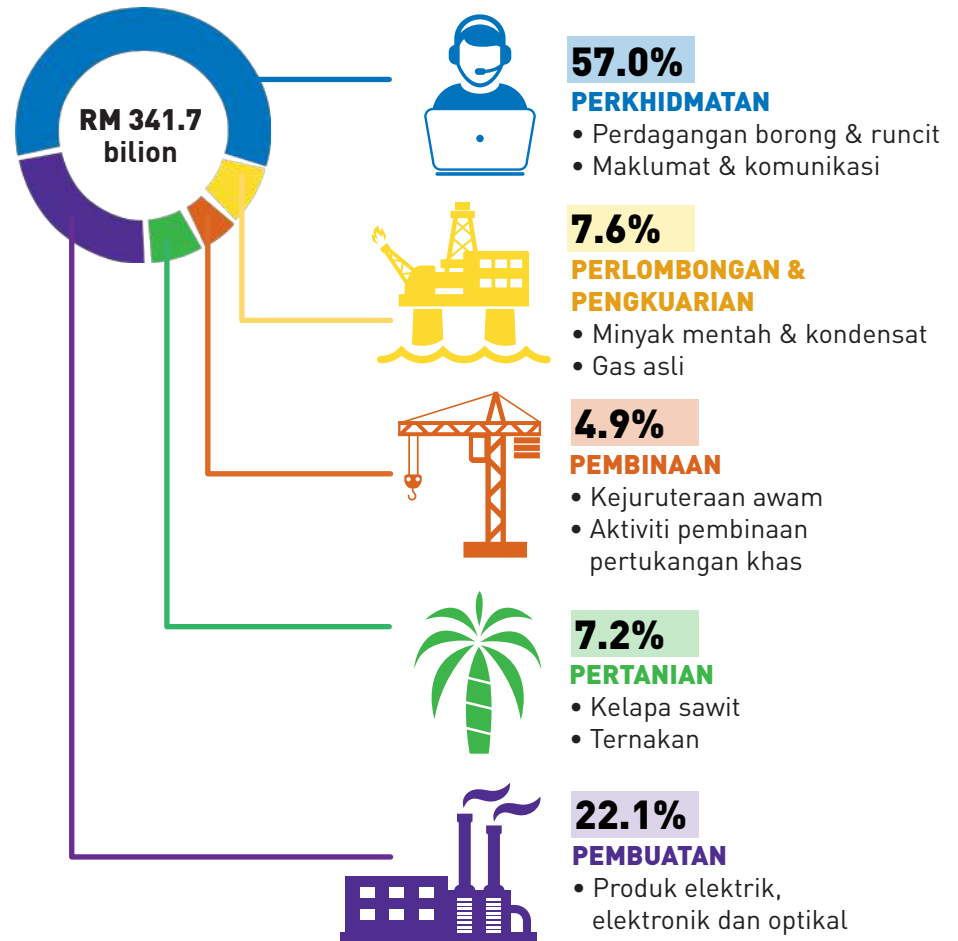 RM 341.7
bilion
57.0%
PERKHIDMATAN
• Perdagangan borong & runcit
• Maklumat & komunikasi
7.6%
PERLOMBONGAN &
PENGKUARIAN
• Minyak mentah & kondensat
• Gas asli
4.9%
PEMBINAAN
• Kejuruteraan awam
• Aktiviti pembinaan
pertukangan khas
7.2%
PERTANIAN
• Kelapa sawit
• Ternakan
22.1%
PEMBUATAN
• Produk elektrik,
elektronik dan optikal